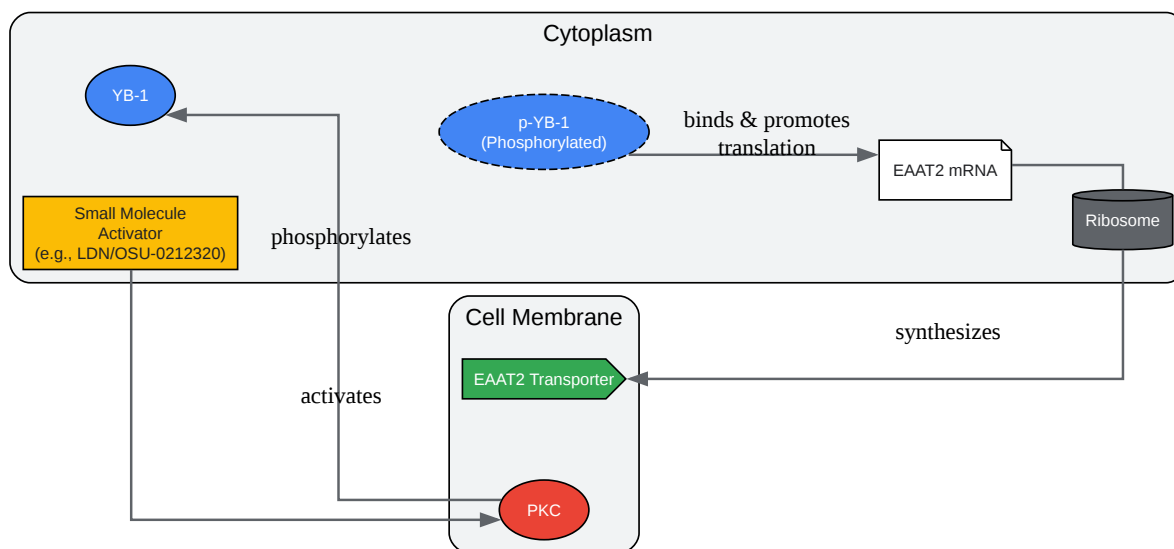 Cytoplasm
YB-1
p-YB-1
(Phosphorylated)
binds & promotes
translation
EAAT2 mRNA
Small Molecule
Activator
(e.g., LDN/OSU-0212320)
phosphorylates
Ribosome
Cell Membrane
synthesizes
EAAT2 Transporter
activates
PKC